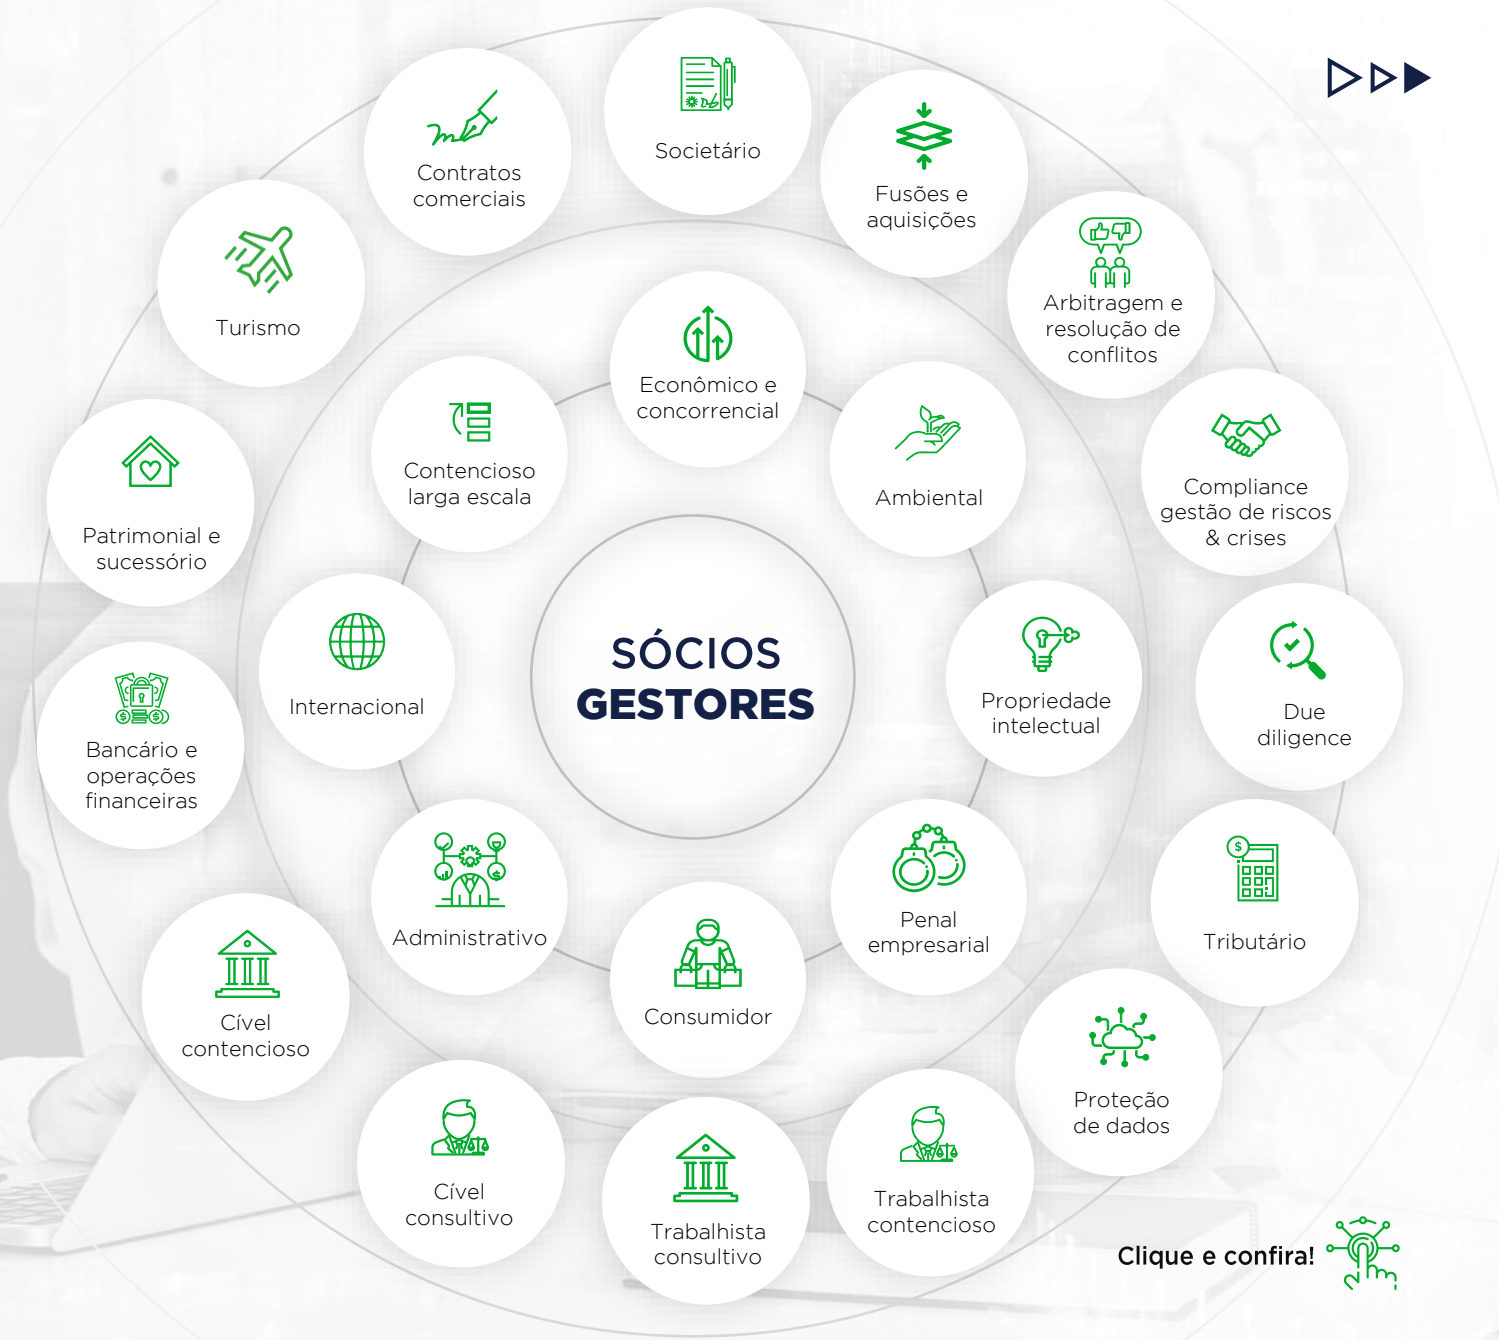 Societário
Contratos
comerciais
Fusões e
aquisições
Arbitragem e
resolução de
conflitos
Turismo
Econômico e
concorrencial
Contencioso
larga escala
Ambiental
Compliance
gestão de riscos
& crises
Patrimonial e
sucessório
SÓCIOS
GESTORES
Internacional
Propriedade
intelectual
Due
diligence
Bancário e
operações
financeiras
Administrativo
Penal
empresarial
Tributário
Consumidor
Cível
contencioso
Proteção
de dados
Cível
consultivo
Trabalhista
consultivo
Trabalhista
contencioso
Clique e confira!